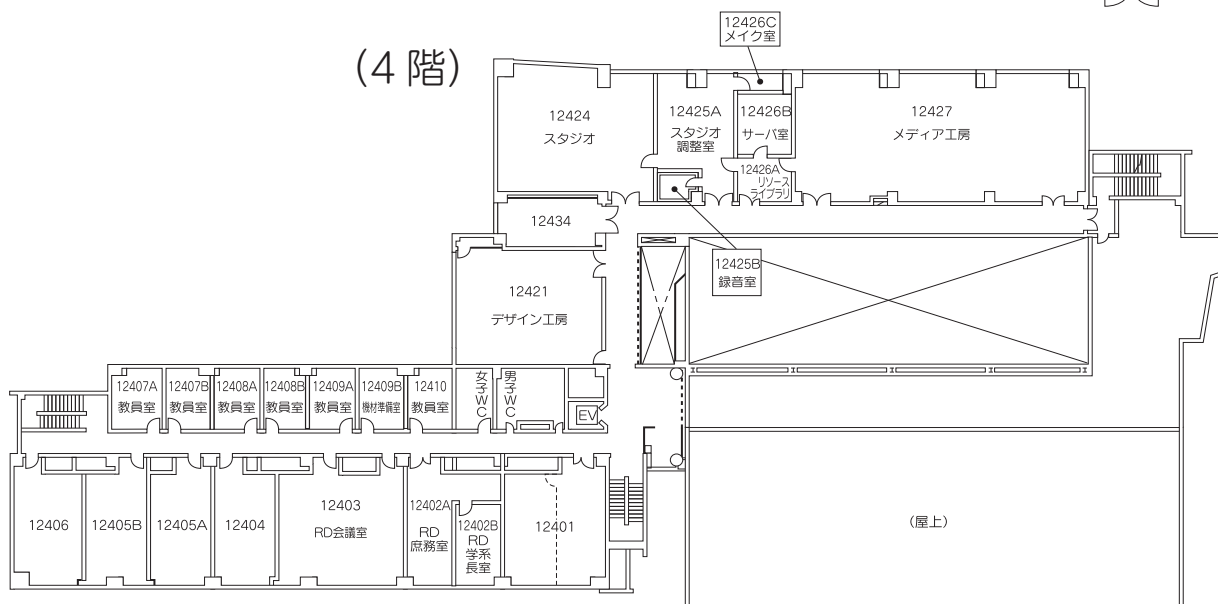 (4 階)
12426C
メイク室
12424
スタジオ
12425A
スタジオ
調整室
12426B
サーバ室
12427
メディア工房
12426A
リソース
ライブラリ
12434
12425B
録音室
12421
デザイン工房
12407A
教員室
12407B
教員室
12408A
教員室
12408B
教員室
12409A
教員室
12409B
機材準備室
12410
教員室
女子WC
男子WC
EV
12406
12405B
12405A
12404
12403
RD会議室
12402A
RD
庶務室
12402B
RD
学系
長室
12401
(屋上)